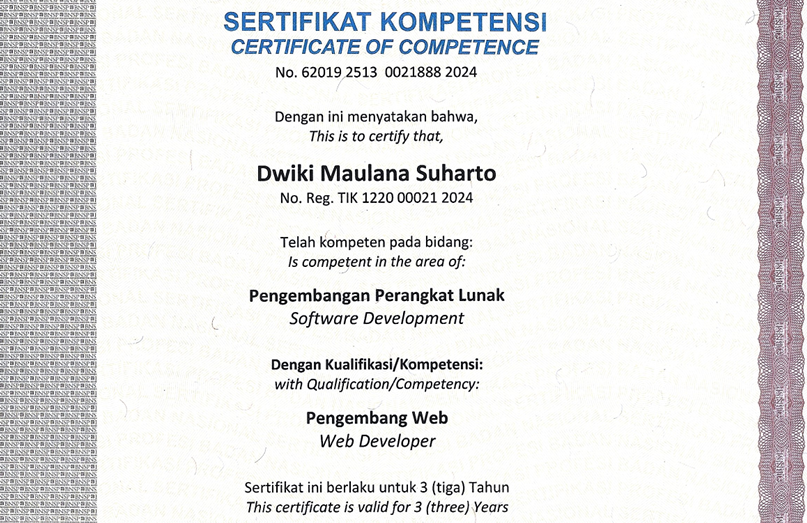 SERTIFIKAT KOMPETENSI
CERTIFICATE OF COMPETENCE
No. 62019 2513 0021888 2024
Dengan ini menyatakan bahwa,
This is to certify that,
Dwiki Maulana Suharto
No. Reg. TIK 1220 00021 2024
Telah kompeten pada bidang:
Is competent in the area of:
Pengembangan Perangkat Lunak
Software Development
Dengan Kualifikasi/Kompetensi:
with Qualification/Competency:
Pengembang Web
Web Developer
Sertifikat ini berlaku untuk 3 (tiga) Tahun
This certificate is valid for 3 (three) Years